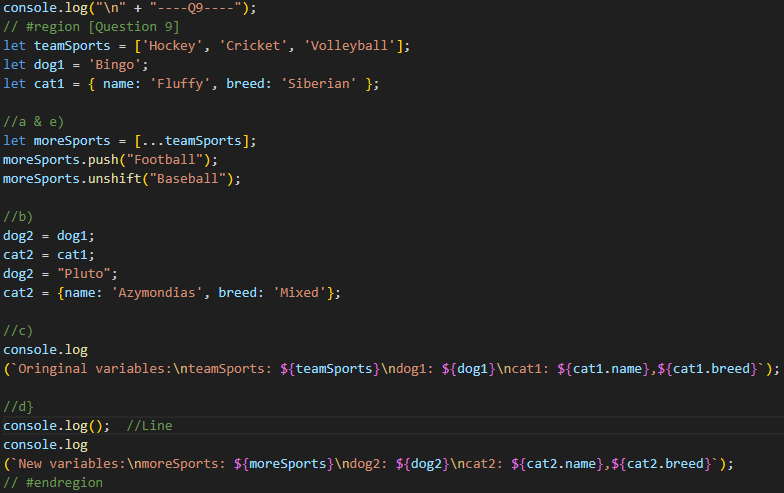 console.log("\n" + "----Q9----");
// #region [Question 9]
let teamSports = ['Hockey', 'Cricket', 'Volleyball'];
let dog1 = 'Bingo';
let cat1 = { name: 'Fluffy', breed: 'Siberian' };
//a & e)
let moreSports = [...teamSports];
moreSports.push("Football");
moreSports.unshift("Baseball");
//b)
dog2 = dog1;
cat2 = cat1;
dog2 = "Pluto";
cat2 = {name: 'Azymondias', breed: 'Mixed'};
//c)
console.log
(`Oringinal variables:\nteamSports: ${teamSports}\ndog1: ${dog1}\ncat1: ${cat1.name},${cat1.breed}`);
//d}
console.log();  //Line
console.log
(`New variables:\nmoreSports: ${moreSports}\ndog2: ${dog2}\ncat2: ${cat2.name},${cat2.breed}`);
// #endregion